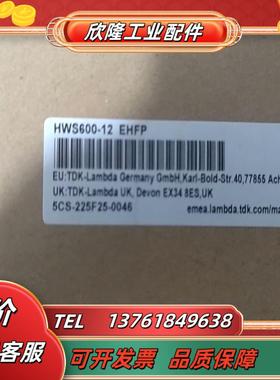 欣隆工业配件
HWS600-12 EHFP
EU:TDK-Lambda Germany GmbH,Karl-Bold-Str.40,77855 Ach
UK:TDK-Lambda UK, Devon EX34 8ES,UK
5CS-225F25-0046
emea.lambda.tdk.com/ma
价
客服
TEL 13761849638
开发票 品质保障